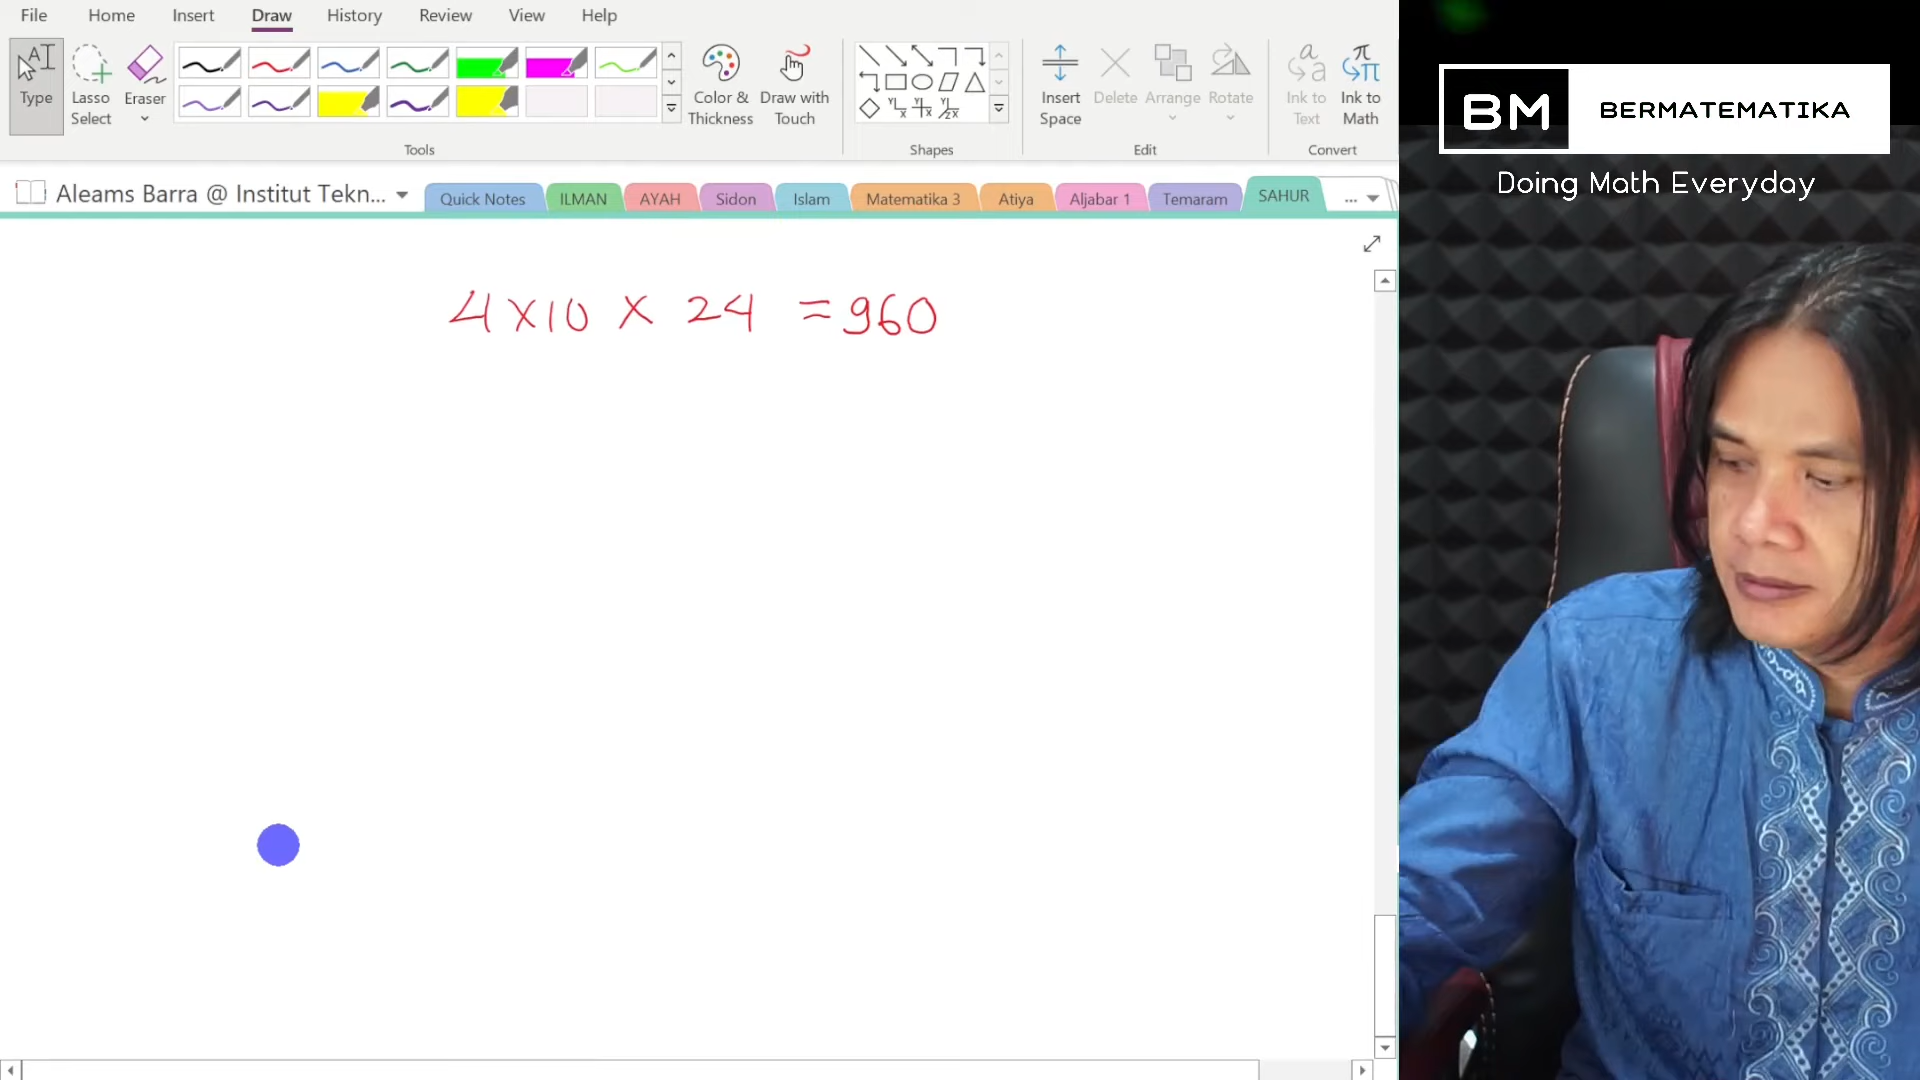 File Home Insert Draw History Review View Help
Type
Lasso Select
Eraser
Color & Thickness
Draw with Touch
Insert Space
Delete
Arrange
Rotate
Ink to Text
Ink to Math
Tools Shapes Edit Convert
Aleams Barra @ Institut Tekn... Quick Notes ILMAN AYAH Sidon Islam Matematika 3 Atiya Aljabar 1 Temaram SAHUR ...
4 x 10 x 24 = 960
BM BERMATEMATIKA
Doing Math Everyday